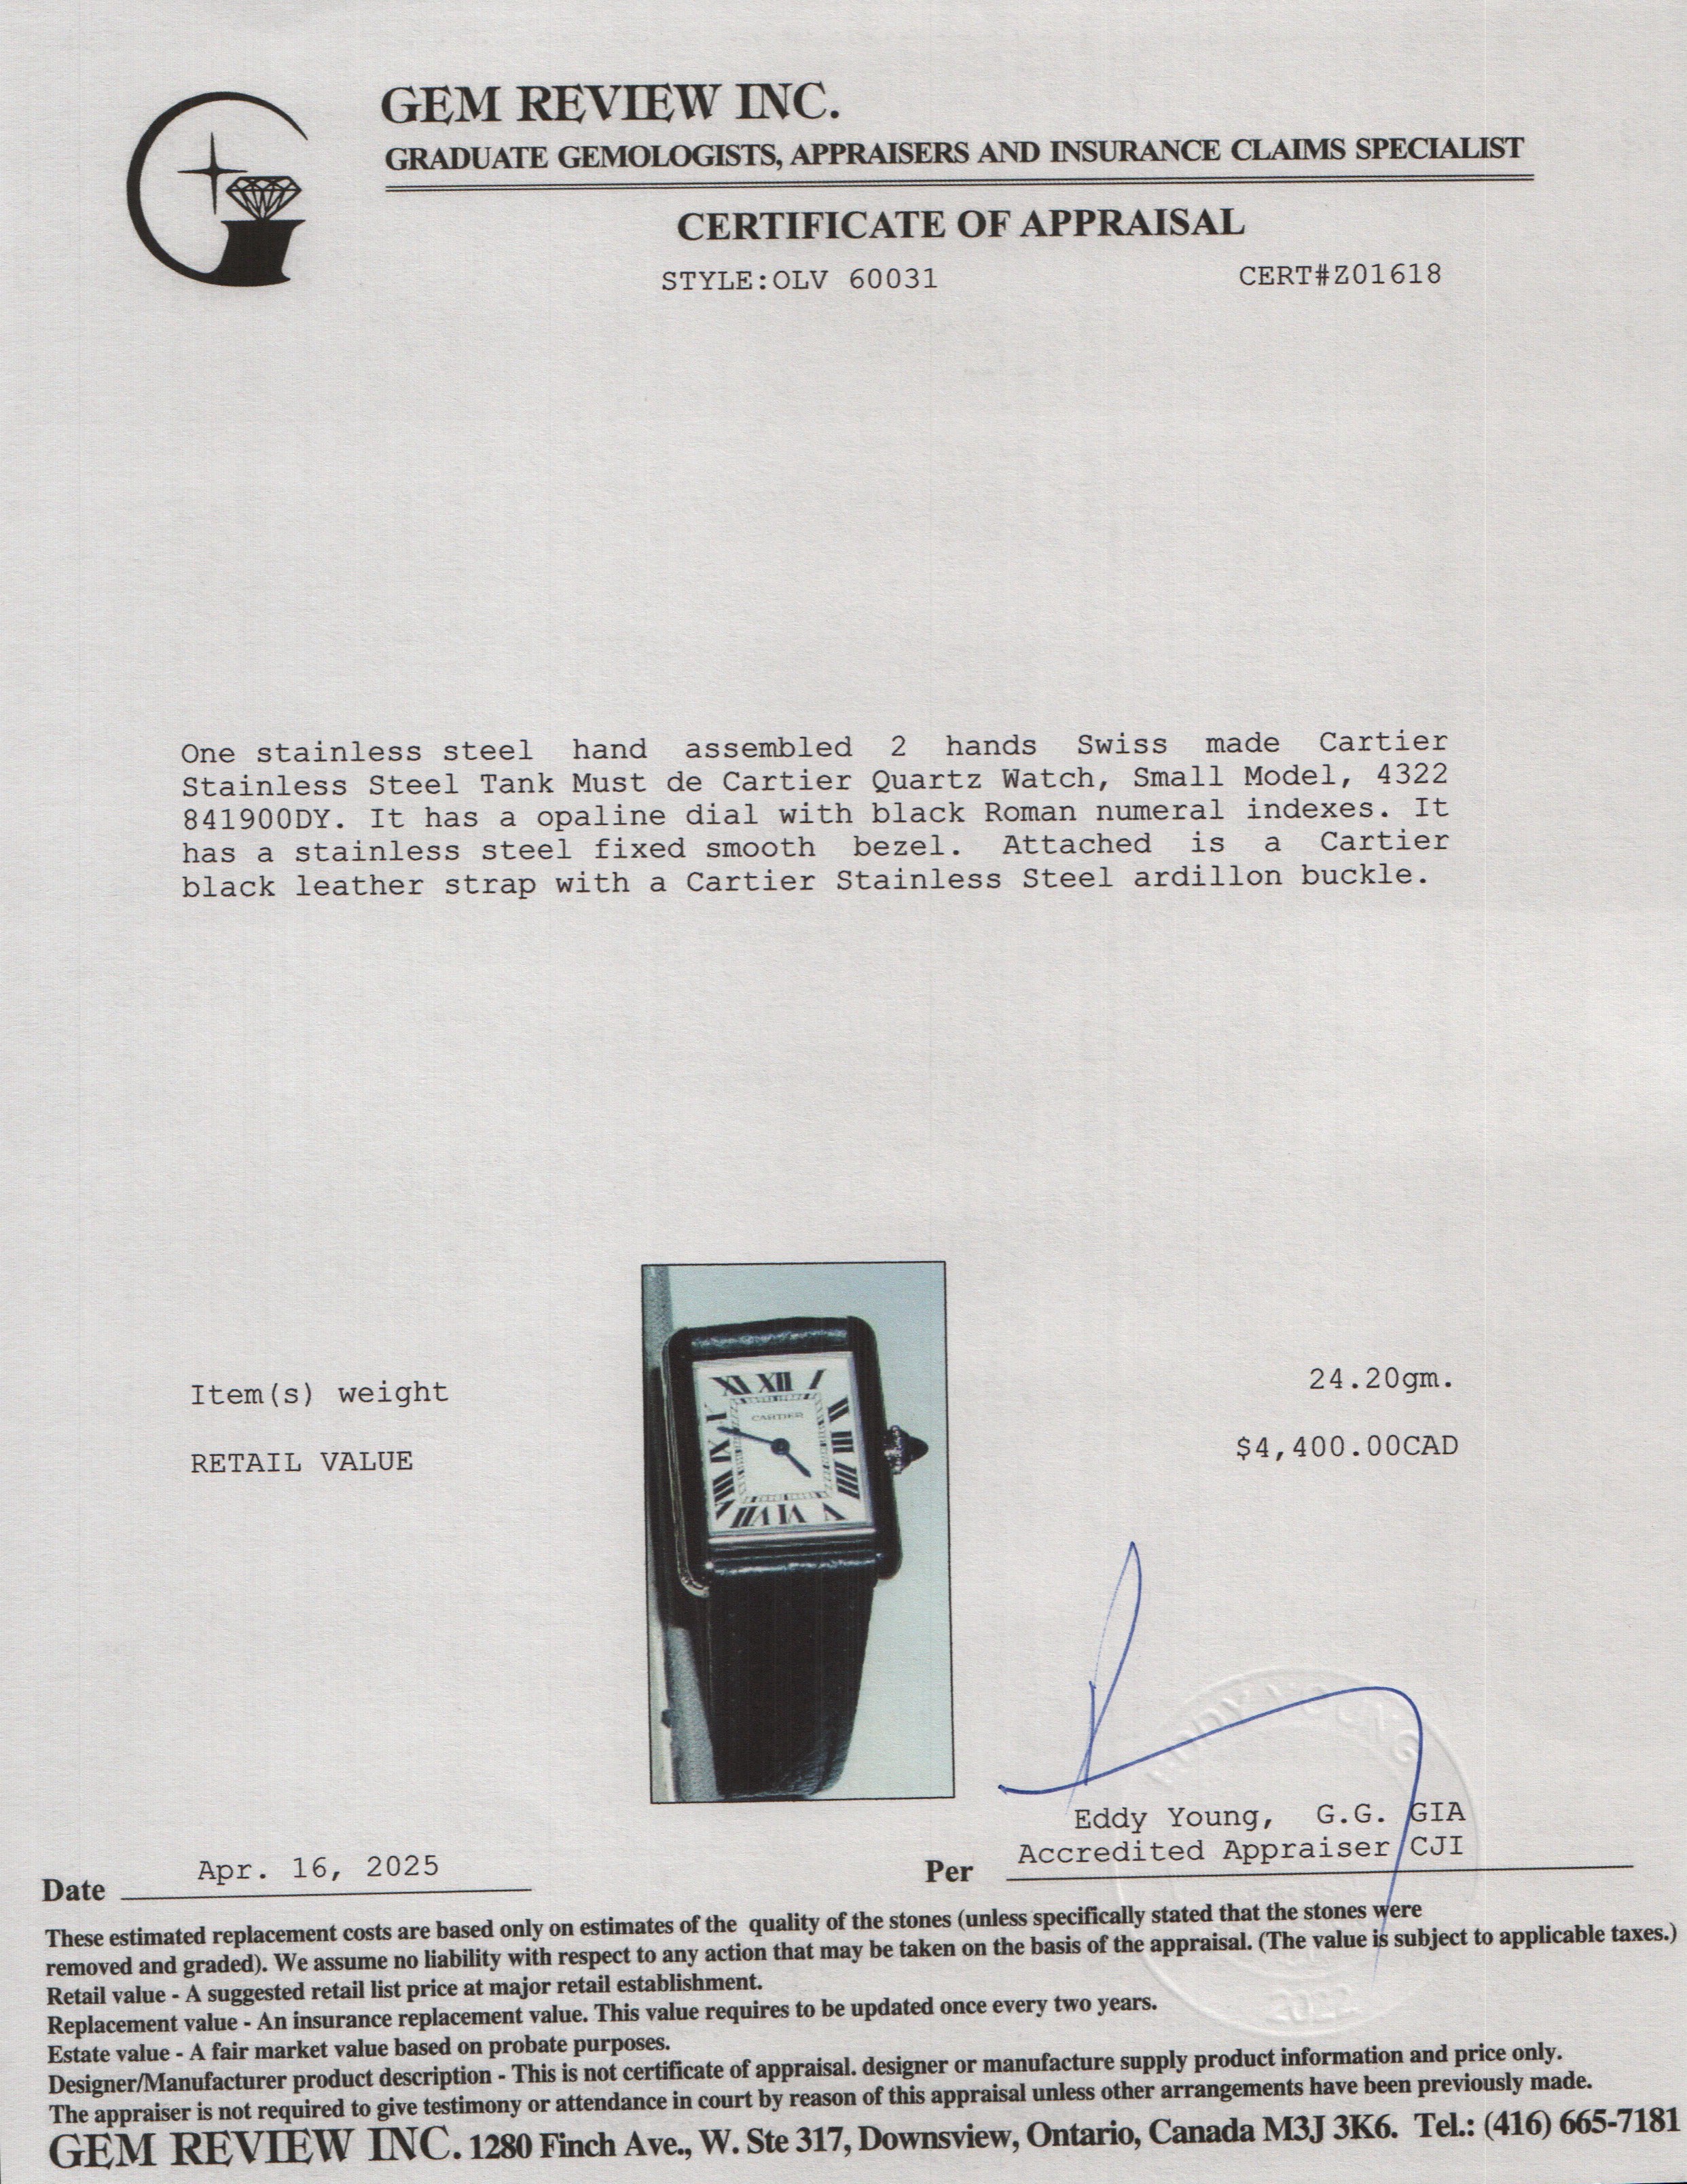 GEM REVIEW INC.
GRADUATE GEMOLOGISTS, APPRAISERS AND INSURANCE CLAIMS SPECIALIST
CERTIFICATE OF APPRAISAL
STYLE:OLV 60031 CERT#Z01618
One stainless steel hand assembled 2 hands Swiss made Cartier
Stainless Steel Tank Must de Cartier Quartz Watch, Small Model, 4322
841900DY. It has a opaline dial with black Roman numeral indexes. It
has a stainless steel fixed smooth bezel. Attached is a Cartier
black leather strap with a Cartier Stainless Steel ardillon buckle.
XI XII I
CARTIER
II
III
IIII
V
VI
VII
VIII
IX
Item(s) weight 24.20gm.
RETAIL VALUE $4,400.00CAD
EDDY YOUNG
Eddy Young, G.G. GIA
Accredited Appraiser CJI
Date Apr. 16, 2025 Per
These estimated replacement costs are based only on estimates of the quality of the stones (unless specifically stated that the stones were
removed and graded). We assume no liability with respect to any action that may be taken on the basis of the appraisal. (The value is subject to applicable taxes.)
Retail value - A suggested retail list price at major retail establishment.
Replacement value - An insurance replacement value. This value requires to be updated once every two years.
Estate value - A fair market value based on probate purposes.
Designer/Manufacturer product description - This is not certificate of appraisal. designer or manufacture supply product information and price only.
The appraiser is not required to give testimony or attendance in court by reason of this appraisal unless other arrangements have been previously made.
GEM REVIEW INC. 1280 Finch Ave., W. Ste 317, Downsview, Ontario, Canada M3J 3K6. Tel.: (416) 665-7181